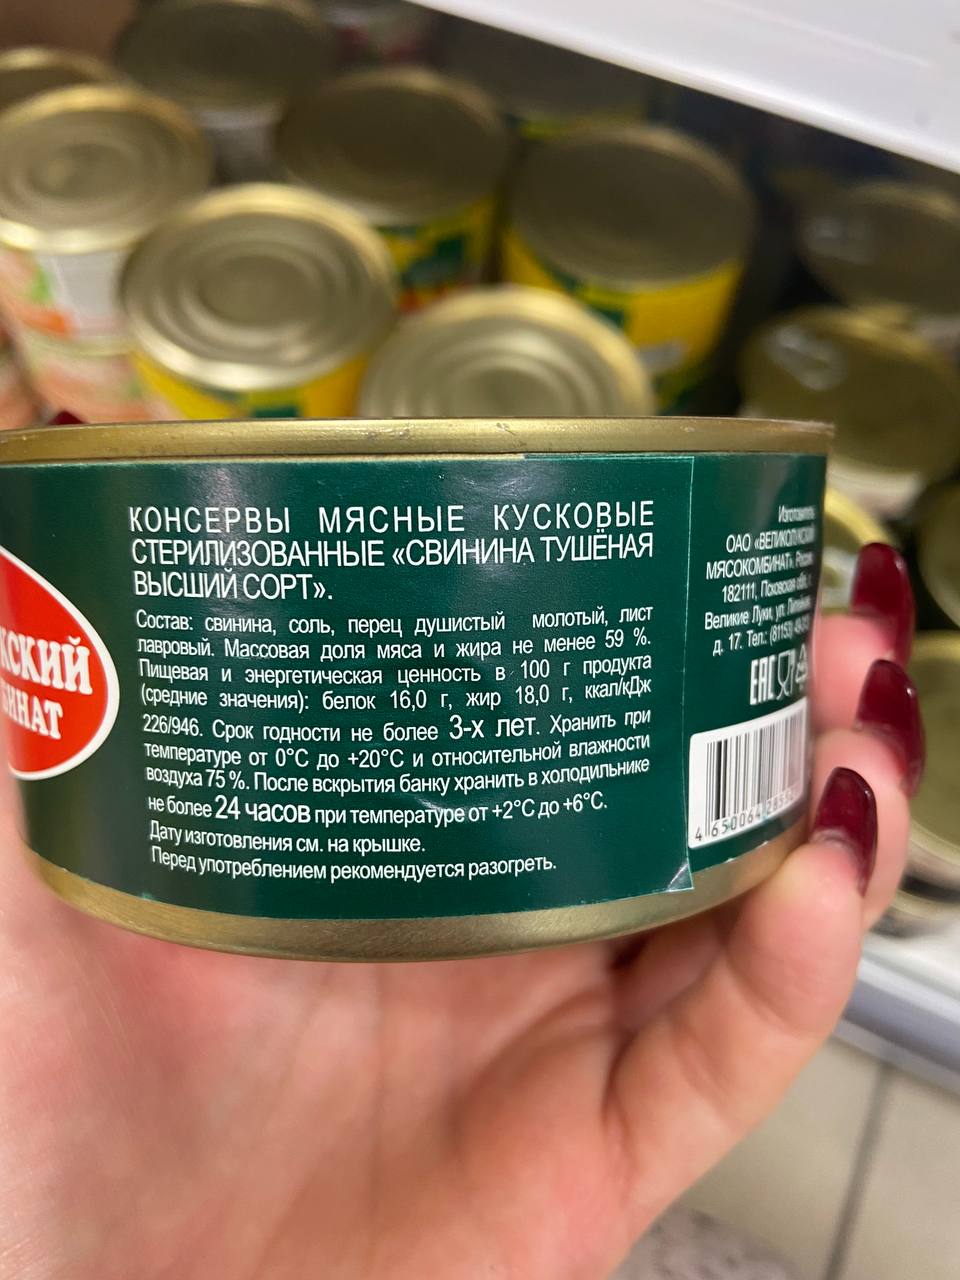 КОНСЕРВЫ МЯСНЫЕ КУСКОВЫЕ
СТЕРИЛИЗОВАННЫЕ «СВИНИНА ТУШЁНАЯ
ВЫСШИЙ СОРТ».
Состав: свинина, соль, перец душистый молотый, лист
лавровый. Массовая доля мяса и жира не менее 59 %.
Пищевая и энергетическая ценность в 100 г продукта
(средние значения): белок 16,0 г, жир 18,0 г, ккал/кДж
226/946. Срок годности не более 3-х лет. Хранить при
температуре от 0°С до +20°С и относительной влажности
воздуха 75 %. После вскрытия банку хранить в холодильнике
не более 24 часов при температуре от +2°С до +6°С.
Дату изготовления см. на крышке.
Перед употреблением рекомендуется разогреть.
КСКИЙ
БИНАТ
Изготовитель
ОАО «ВЕЛИКОЛУКСКИЙ
МЯСОКОМБИНАТ», Россия
182111, Псковская обл., г.
Великие Луки, ул.
д. 17. Тел.: (81153)
EAC
4 650064